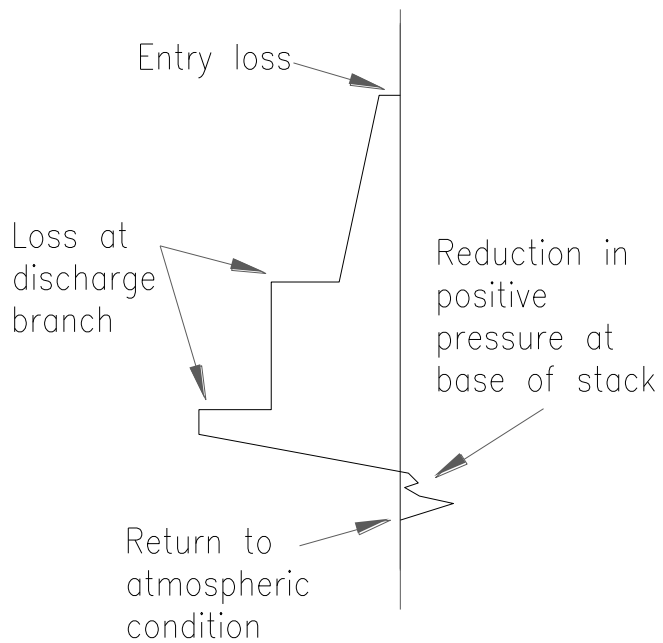 Entry loss
Loss at
discharge
branch
Reduction in
positive
pressure at
base of stack
Return to
atmospheric
condition